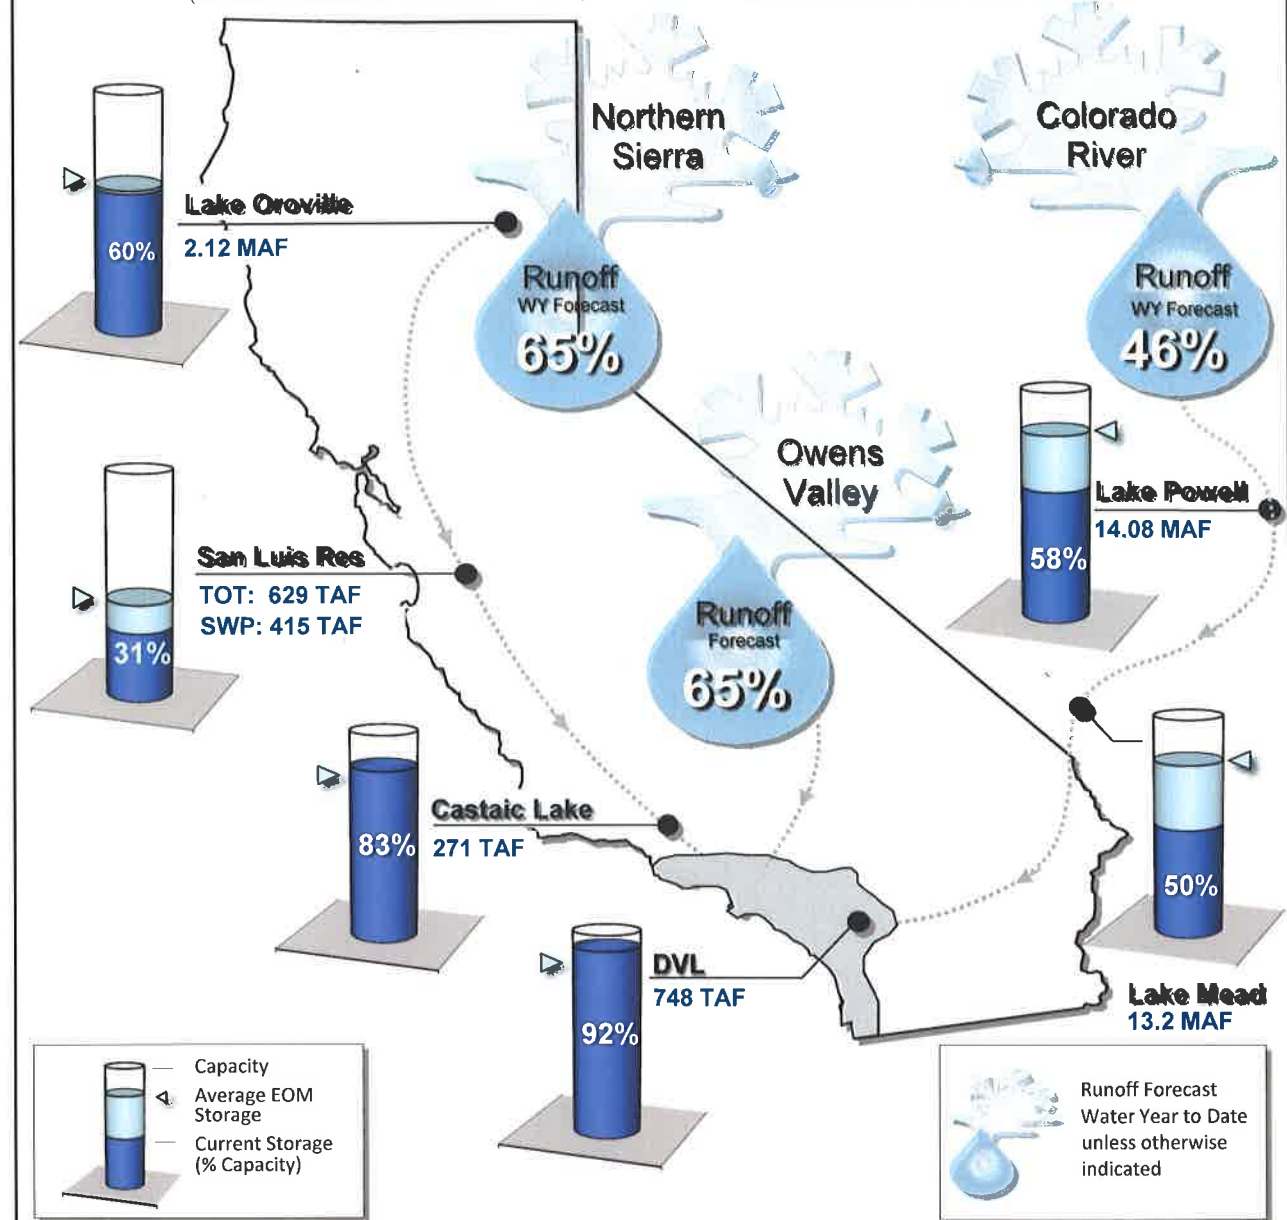 Northern
Sierra
Colorado
River
Lake Oroville
2.12 MAF
60%
Runoff
WY Forecast
65%
Runoff
WY Forecast
46%
Owens
Valley
Lake Powell
14.08 MAF
58%
San Luis Res
TOT: 629 TAF
SWP: 415 TAF
31%
Runoff
Forecast
65%
Castaic Lake
271 TAF
83%
50%
DVL
748 TAF
92%
Lake Mead
13.2 MAF
Capacity
Average EOM
Storage
Current Storage
(% Capacity)
Runoff Forecast
Water Year to Date
unless otherwise
indicated